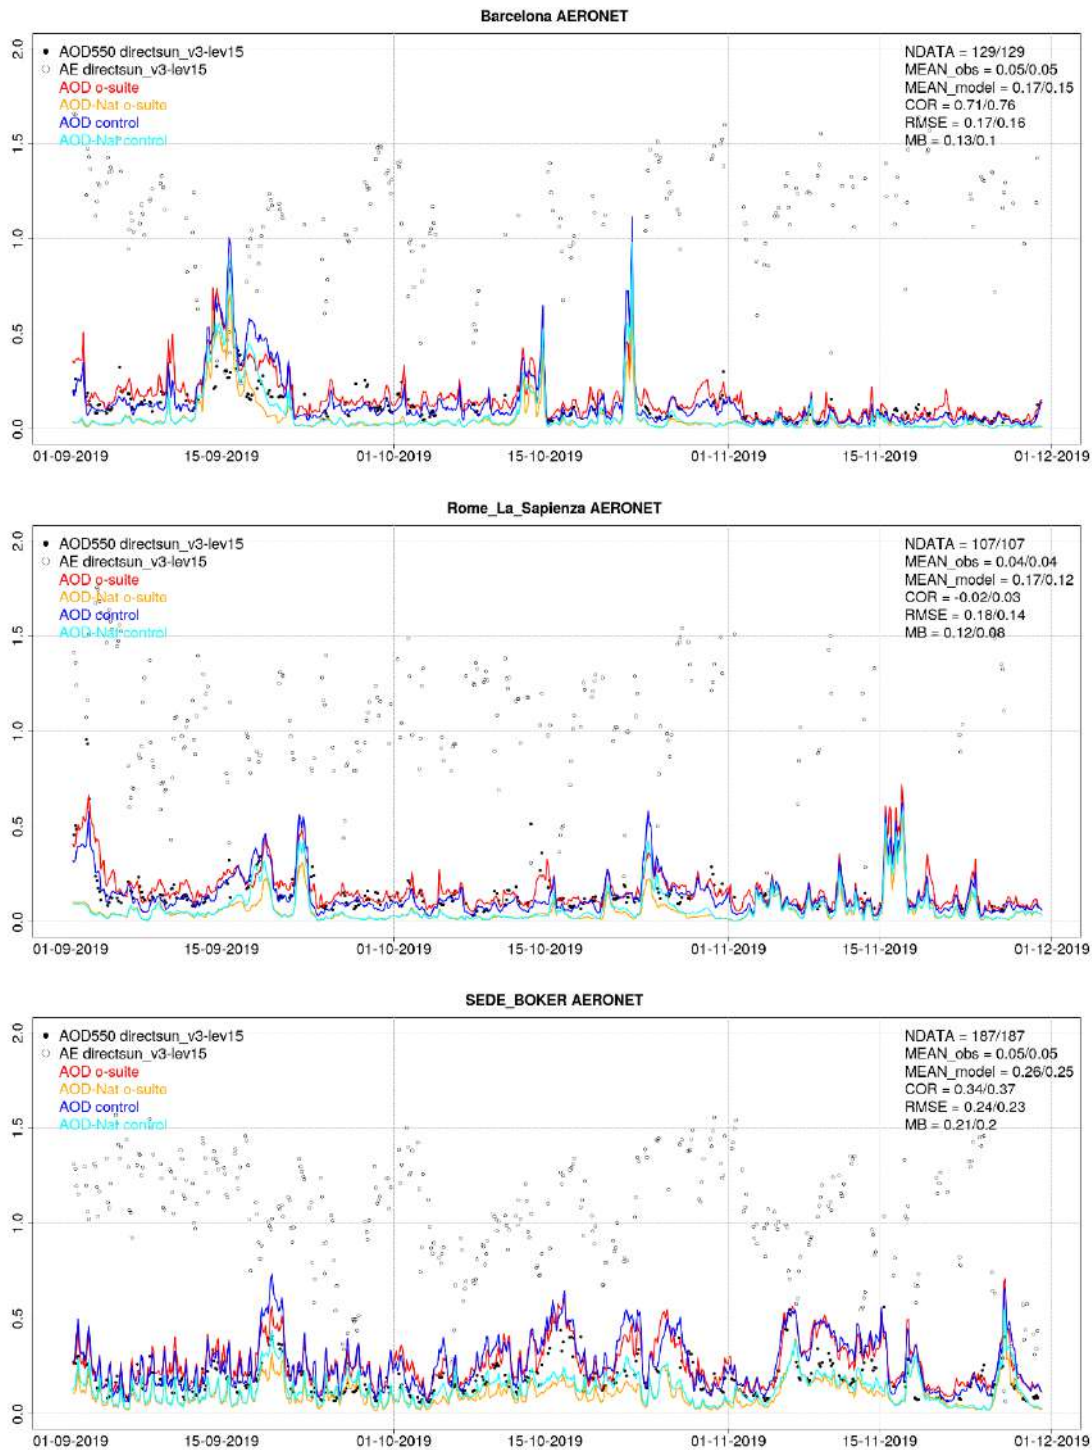 Barcelona AERONET
2.0
1.5
1.0
0.5
0.0
AOD550 directsun_v3-lev15
AE directsun_v3-lev15
AOD o-suite
AOD-Nat o-suite
AOD control
AOD-Nat control
NDATA = 129/129
MEAN_obs = 0.05/0.05
MEAN_model = 0.17/0.15
COR = 0.71/0.76
RMSE = 0.17/0.16
MB = 0.13/0.1
01-09-2019 15-09-2019 01-10-2019 15-10-2019 01-11-2019 15-11-2019 01-12-2019
Rome_La_Sapienza AERONET
2.0
1.5
1.0
0.5
0.0
AOD550 directsun_v3-lev15
AE directsun_v3-lev15
AOD o-suite
AOD-Nat o-suite
AOD control
AOD-Nat control
NDATA = 107/107
MEAN_obs = 0.04/0.04
MEAN_model = 0.17/0.12
COR = -0.02/0.03
RMSE = 0.18/0.14
MB = 0.12/0.08
01-09-2019 15-09-2019 01-10-2019 15-10-2019 01-11-2019 15-11-2019 01-12-2019
SEDE_BOKER AERONET
2.0
1.5
1.0
0.5
0.0
AOD550 directsun_v3-lev15
AE directsun_v3-lev15
AOD o-suite
AOD-Nat o-suite
AOD control
AOD-Nat control
NDATA = 187/187
MEAN_obs = 0.05/0.05
MEAN_model = 0.26/0.25
COR = 0.34/0.37
RMSE = 0.24/0.23
MB = 0.21/0.2
01-09-2019 15-09-2019 01-10-2019 15-10-2019 01-11-2019 15-11-2019 01-12-2019